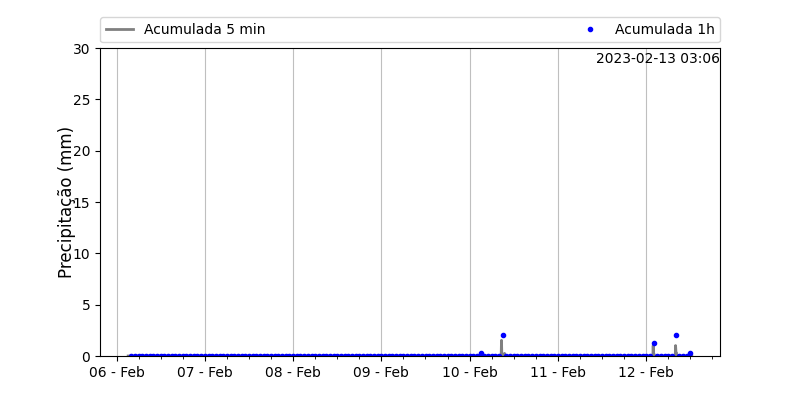 Acumulada 5 min
Acumulada 1h
2023-02-13 03:06
Precipitação (mm)
30
25
20
15
10
5
0
06 - Feb
07 - Feb
08 - Feb
09 - Feb
10 - Feb
11 - Feb
12 - Feb